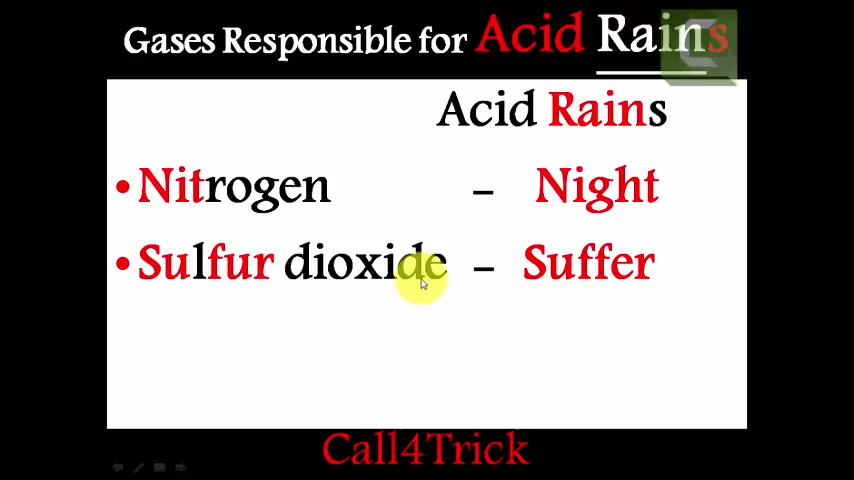 Gases Responsible for Acid Rains
Acid Rains
• Nitrogen – Night
• Sulfur dioxide – Suffer
Call4Trick